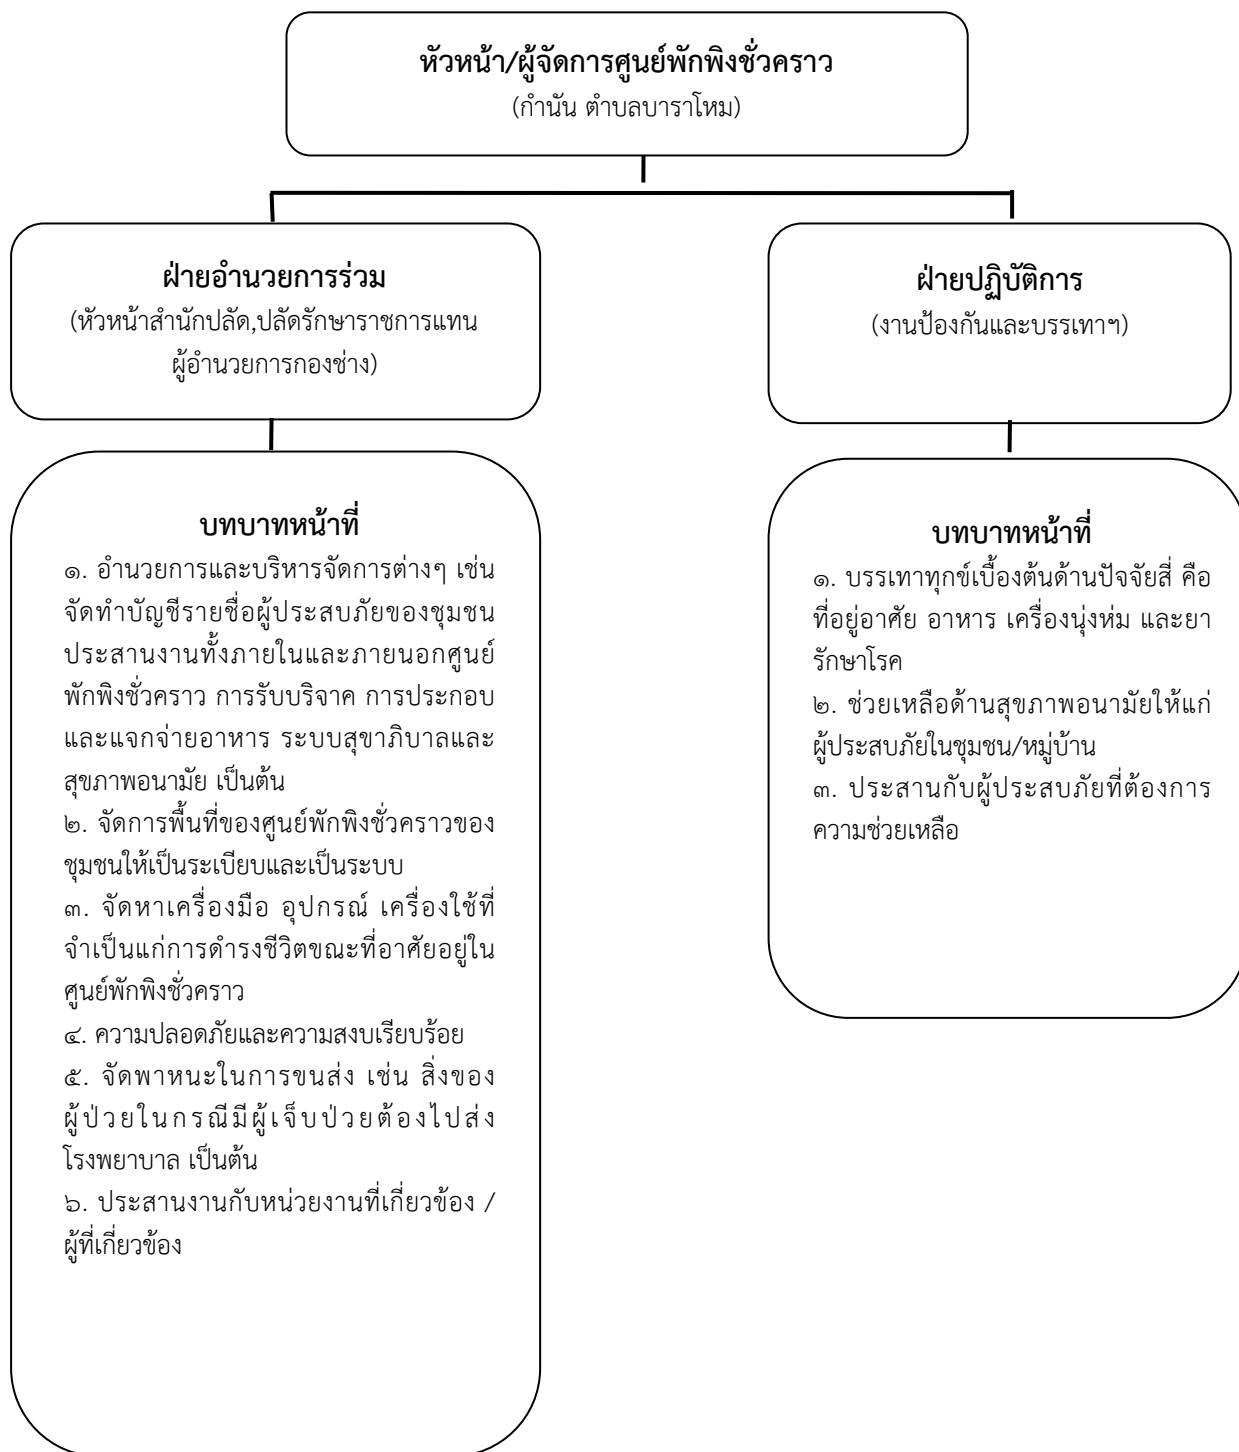 หัวหน้า/ผู้จัดการศูนย์พักพิงชั่วคราว
(กำนัน ตำบลบาราโหม)
ฝ่ายอำนวยการร่วม
(หัวหน้าสำนักปลัด,ปลัดรักษาราชการแทน
ผู้อำนวยการกองช่าง)
บทบาทหน้าที่
๑. อำนวยการและบริหารจัดการต่างๆ เช่น
จัดทำบัญชีรายชื่อผู้ประสบภัยของชุมชน
ประสานงานทั้งภายในและภายนอกศูนย์
พักพิงชั่วคราว การรับบริจาค การประกอบ
และแจกจ่ายอาหาร ระบบสุขาภิบาลและ
สุขภาพอนามัย เป็นต้น
๒. จัดการพื้นที่ของศูนย์พักพิงชั่วคราวของ
ชุมชนให้เป็นระเบียบและเป็นระบบ
๓. จัดหาเครื่องมือ อุปกรณ์ เครื่องใช้ที่
จำเป็นแก่การดำรงชีวิตขณะที่อาศัยอยู่ใน
ศูนย์พักพิงชั่วคราว
๔. ความปลอดภัยและความสงบเรียบร้อย
๕. จัดพาหนะในการขนส่ง เช่น สิ่งของ
ผู้ป่วยในกรณีมีผู้เจ็บป่วยต้องไปส่ง
โรงพยาบาล เป็นต้น
๖. ประสานงานกับหน่วยงานที่เกี่ยวข้อง /
ผู้ที่เกี่ยวข้อง
ฝ่ายปฏิบัติการ
(งานป้องกันและบรรเทาฯ)
บทบาทหน้าที่
๑. บรรเทาทุกข์เบื้องต้นด้านปัจจัยสี่ คือ
ที่อยู่อาศัย อาหาร เครื่องนุ่งห่ม และยา
รักษาโรค
๒. ช่วยเหลือด้านสุขภาพอนามัยให้แก่
ผู้ประสบภัยในชุมชน/หมู่บ้าน
๓. ประสานกับผู้ประสบภัยที่ต้องการ
ความช่วยเหลือ